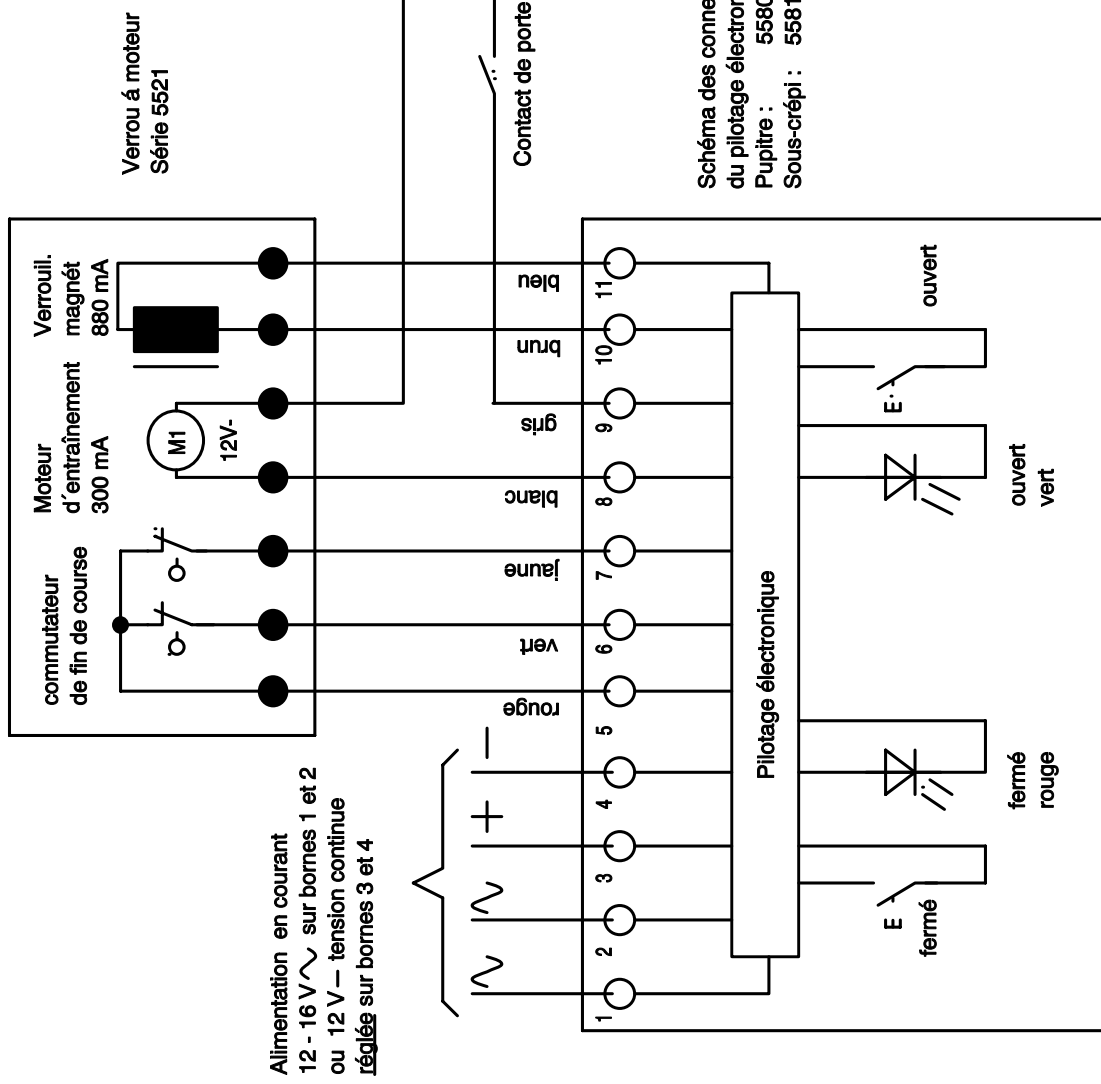 Verrou á moteur
Série 5521
Contact de porte
Schéma des conne
du pilotage électron
Pupitre : 5580
Sous-crépi : 5581
Verrouil.
magnét
880 mA
Moteur
d´entraînement
300 mA
commutateur
de fin de course
M1
12V-
bleu
brun
gris
blanc
jaune
vert
rouge
11
10
9
8
7
6
5
4
3
2
1
Alimentation en courant
12 - 16 V ~ sur bornes 1 et 2
ou 12 V – tension continue
réglée sur bornes 3 et 4
~
~
+
–
Pilotage électronique
E
ouvert
ouvert
vert
fermé
rouge
E
fermé